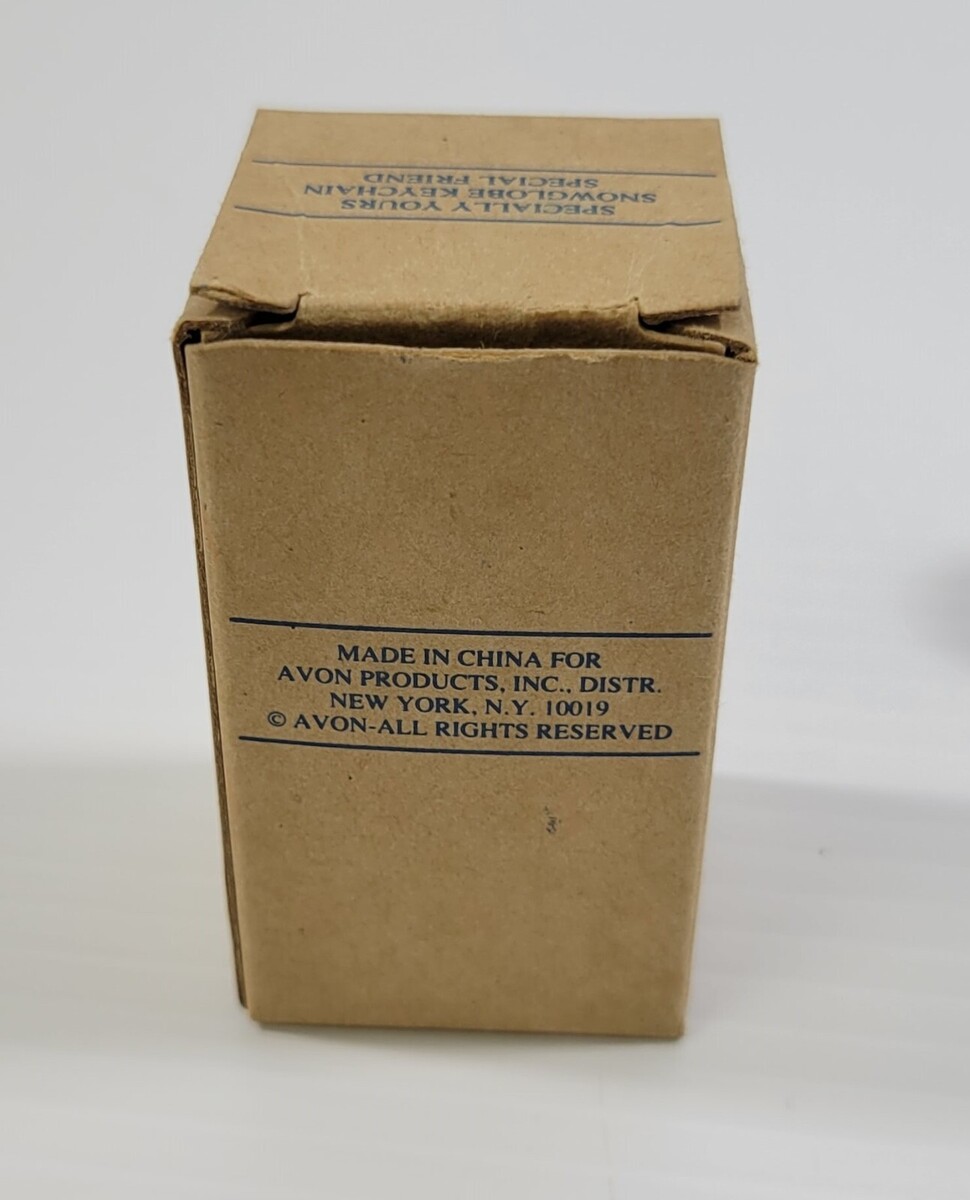 SPECIALLY YOURS
SNOWGLOBE KEYCHAIN
SPECIAL FRIEND
MADE IN CHINA FOR
AVON PRODUCTS, INC., DISTR.
NEW YORK, N.Y. 10019
© AVON-ALL RIGHTS RESERVED